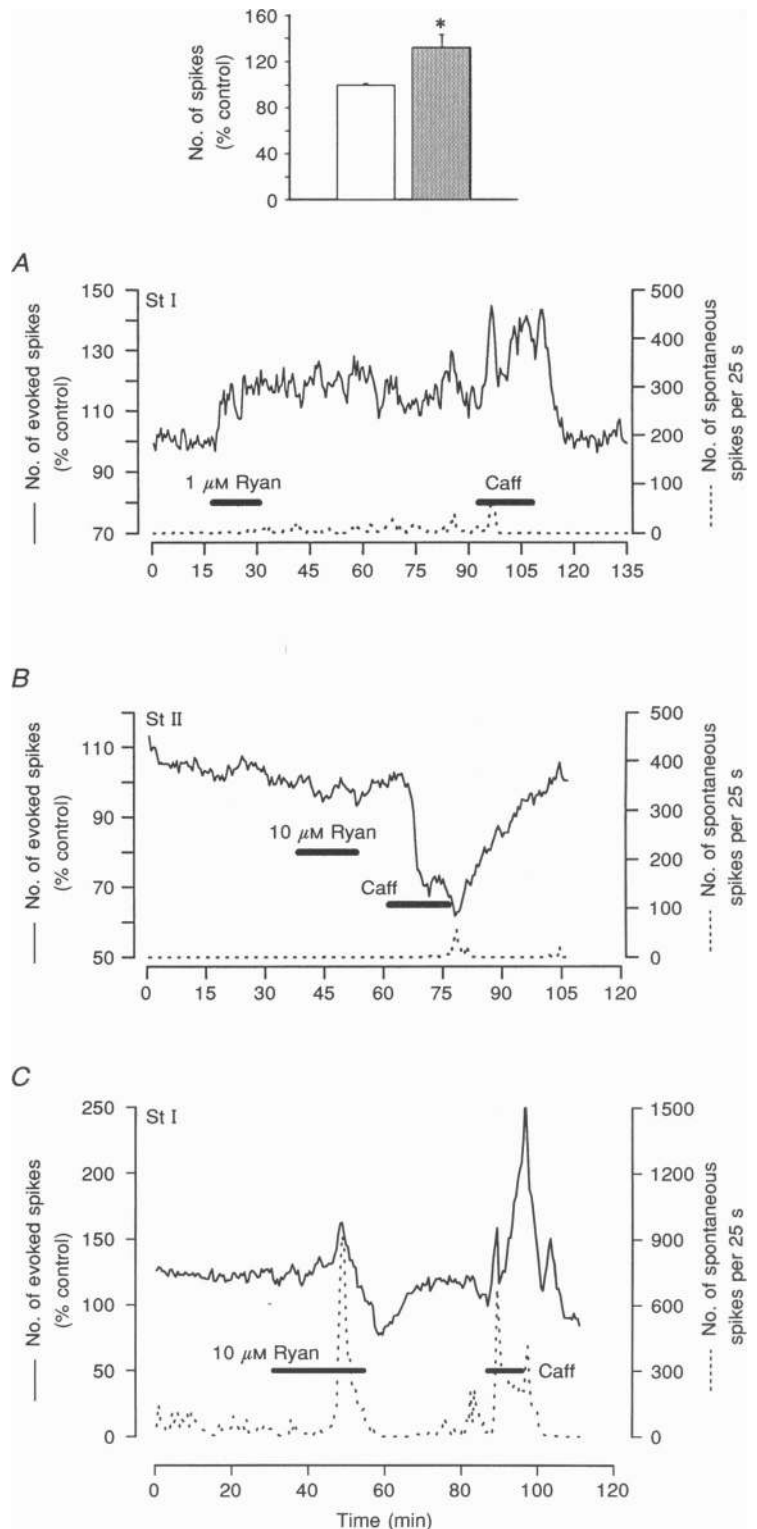 No. of spikes
(% control)
160
120
80
40
0
*
A
St I
No. of evoked spikes
(% control)
150
130
110
90
70
No. of spontaneous
spikes per 25 s
500
400
300
200
100
0
1 µM Ryan
Caff
0 15 30 45 60 75 90 105 120 135
B
St II
No. of evoked spikes
(% control)
110
90
70
50
No. of spontaneous
spikes per 25 s
500
400
300
200
100
0
10 µM Ryan
Caff
0 15 30 45 60 75 90 105 120
C
St I
No. of evoked spikes
(% control)
250
200
150
100
50
0
No. of spontaneous
spikes per 25 s
1500
1200
900
600
300
0
10 µM Ryan
Caff
0 20 40 60 80 100 120
Time (min)